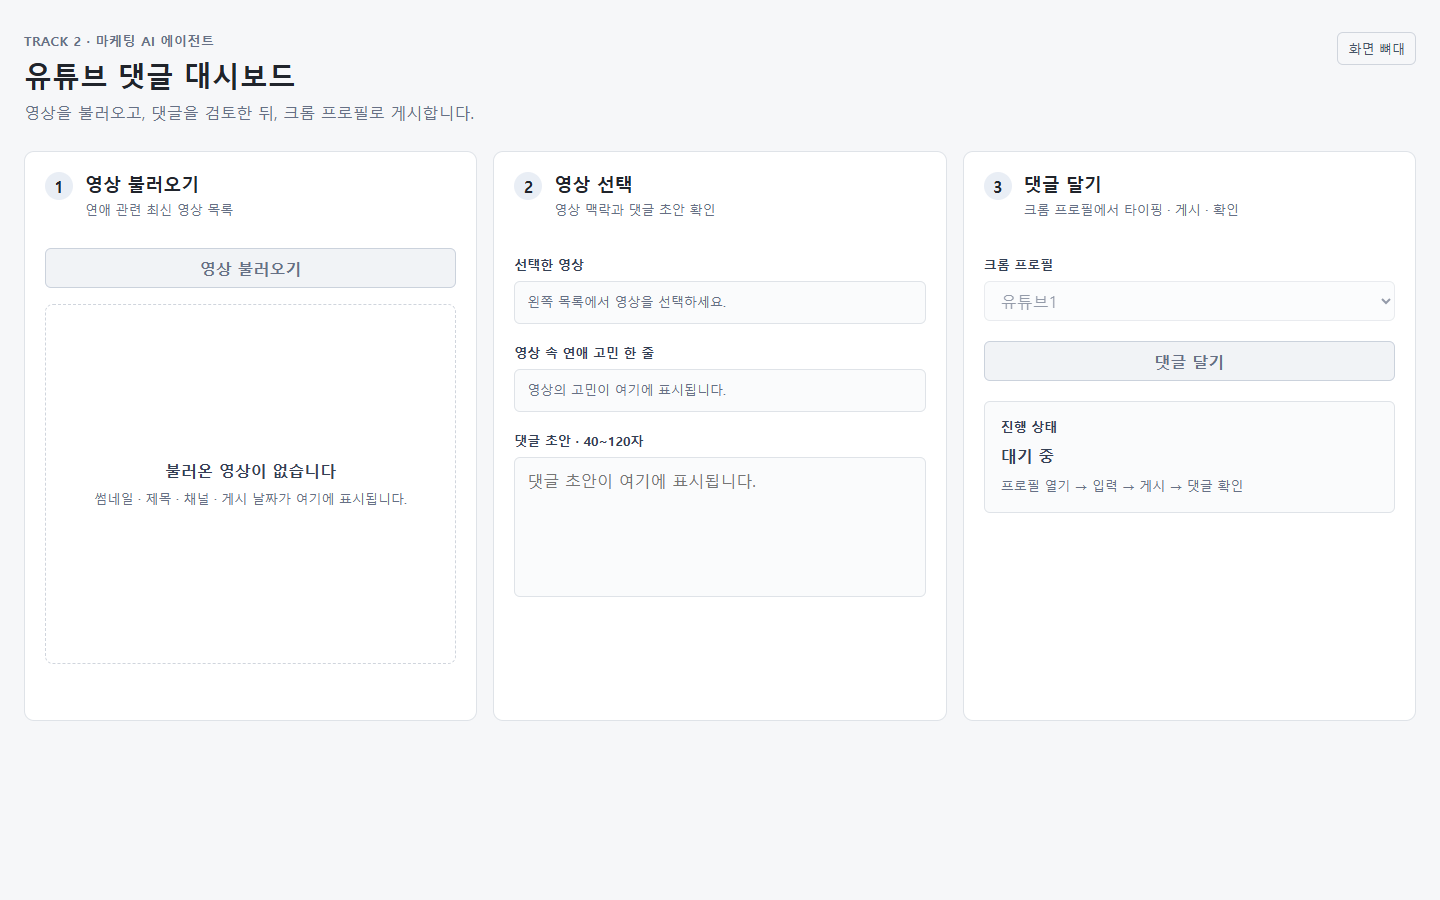 TRACK 2 · 마케팅 AI 에이전트
유튜브 댓글 대시보드
영상을 불러오고, 댓글을 검토한 뒤, 크롬 프로필로 게시합니다.
화면 뼈대
1
영상 불러오기
연애 관련 최신 영상 목록
영상 불러오기
불러온 영상이 없습니다
썸네일 · 제목 · 채널 · 게시 날짜가 여기에 표시됩니다.
2
영상 선택
영상 맥락과 댓글 초안 확인
선택한 영상
왼쪽 목록에서 영상을 선택하세요.
영상 속 연애 고민 한 줄
영상의 고민이 여기에 표시됩니다.
댓글 초안 · 40~120자
댓글 초안이 여기에 표시됩니다.
3
댓글 달기
크롬 프로필에서 타이핑 · 게시 · 확인
크롬 프로필
유튜브1
댓글 달기
진행 상태
대기 중
프로필 열기 → 입력 → 게시 → 댓글 확인